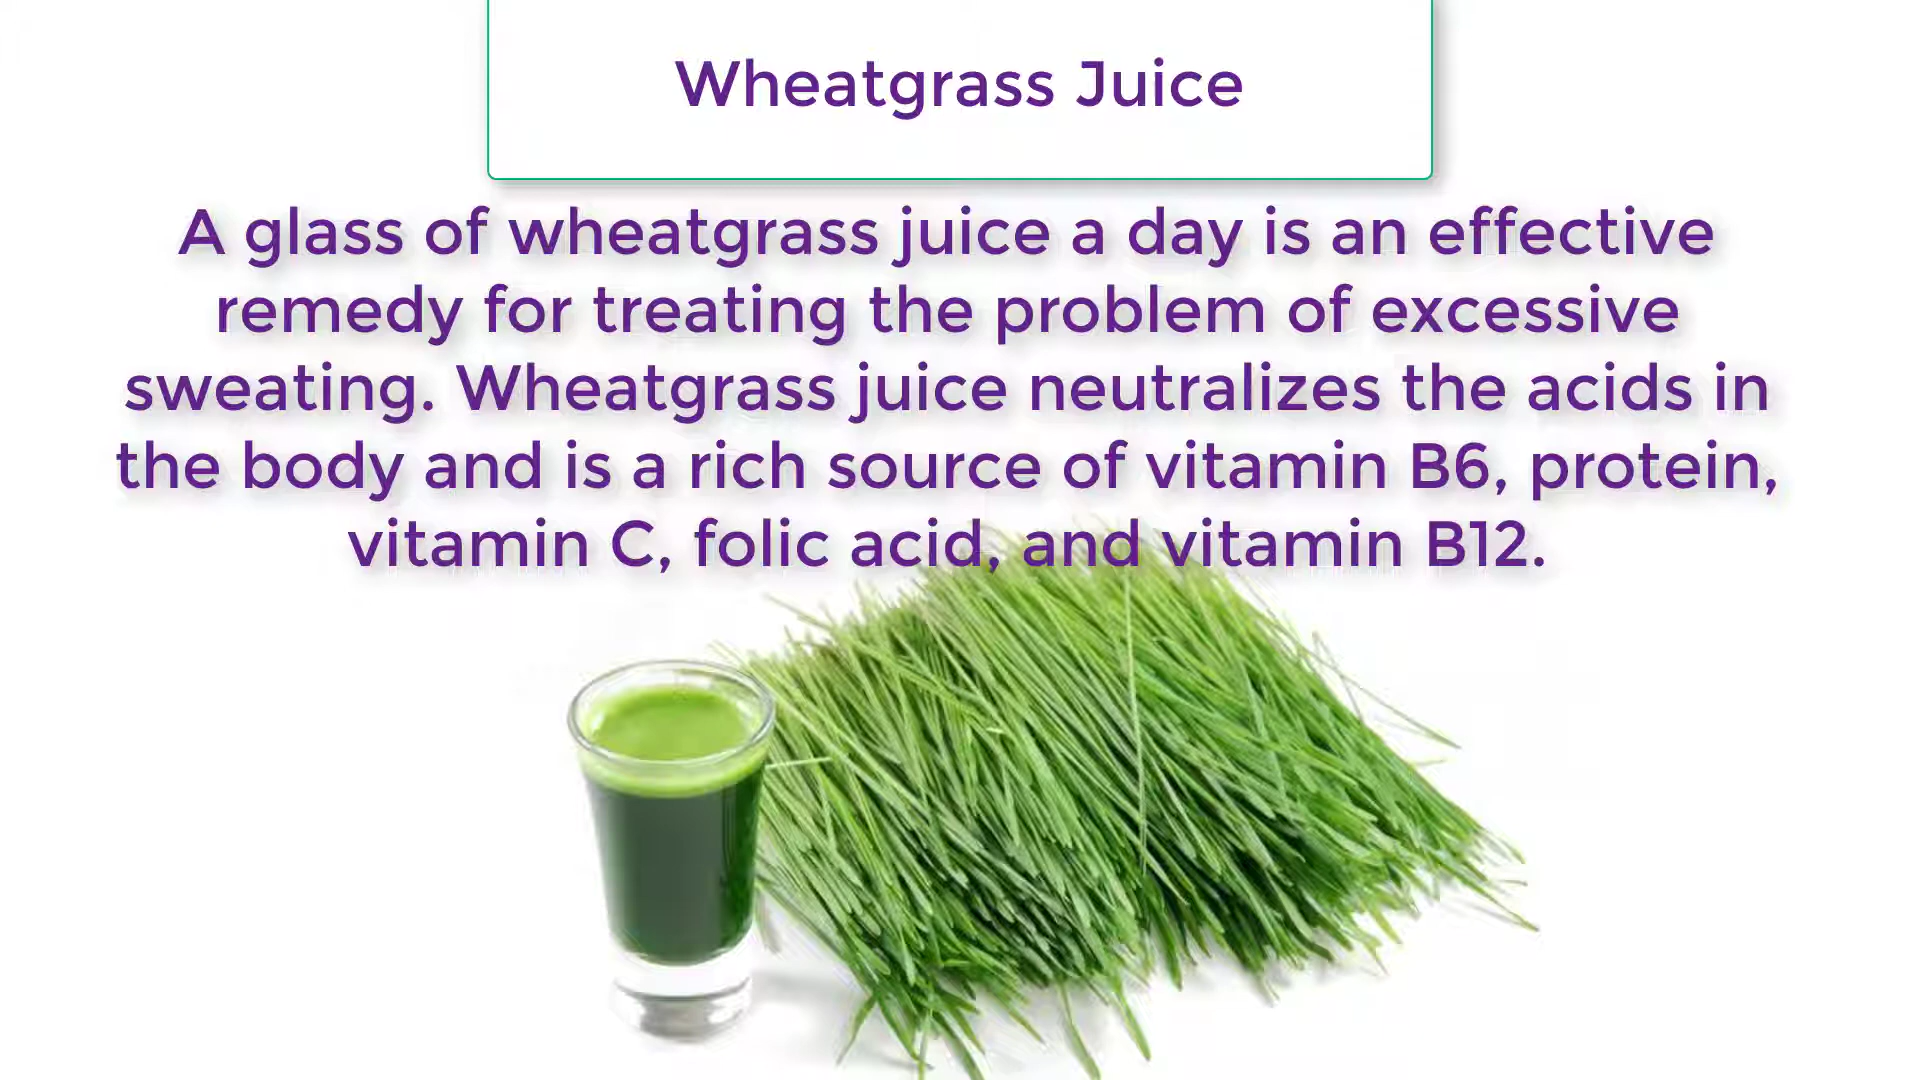 Wheatgrass Juice
A glass of wheatgrass juice a day is an effective
remedy for treating the problem of excessive
sweating. Wheatgrass juice neutralizes the acids in
the body and is a rich source of vitamin B6, protein,
vitamin C, folic acid, and vitamin B12.